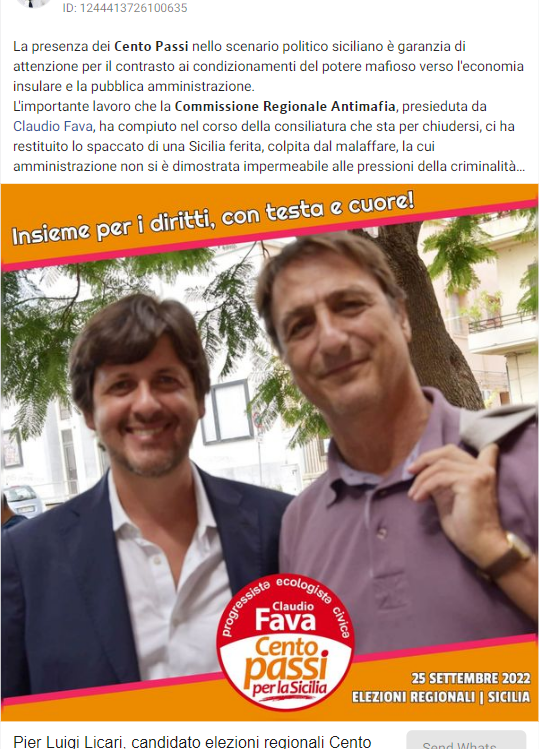 ID: 1244413726100635
La presenza dei Cento Passi nello scenario politico siciliano è garanzia di
attenzione per il contrasto ai condizionamenti del potere mafioso verso l'economia
insulare e la pubblica amministrazione.
L'importante lavoro che la Commissione Regionale Antimafia, presieduta da
Claudio Fava, ha compiuto nel corso della consiliatura che sta per chiudersi, ci ha
restituito lo spaccato di una Sicilia ferita, colpita dal malaffare, la cui
amministrazione non si è dimostrata impermeabile alle pressioni della criminalità...
Insieme per i diritti, con testa e cuore!
progressista ecologista civica
Claudio
Fava
Cento
passi
per la Sicilia
25 SETTEMBRE 2022
ELEZIONI REGIONALI | SICILIA
Pier Luigi Licari, candidato elezioni regionali Cento
Send Whats